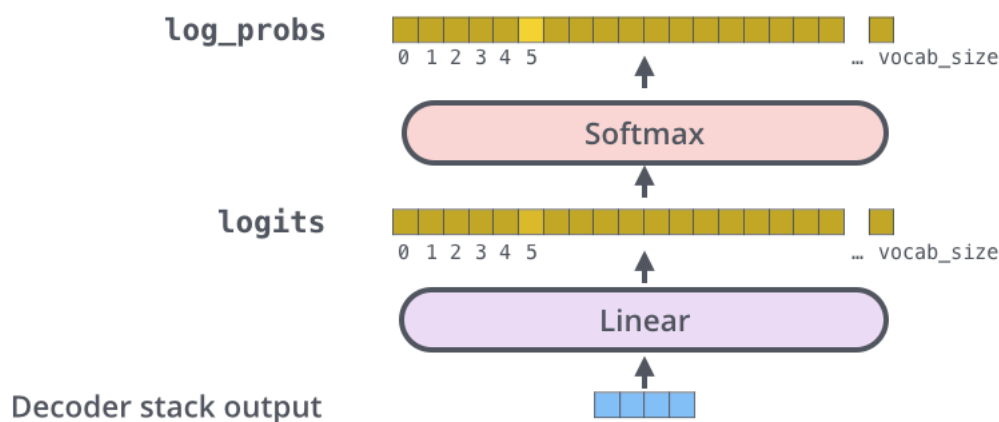 log_probs
0 1 2 3 4 5 … vocab_size
Softmax
logits
0 1 2 3 4 5 … vocab_size
Linear
Decoder stack output